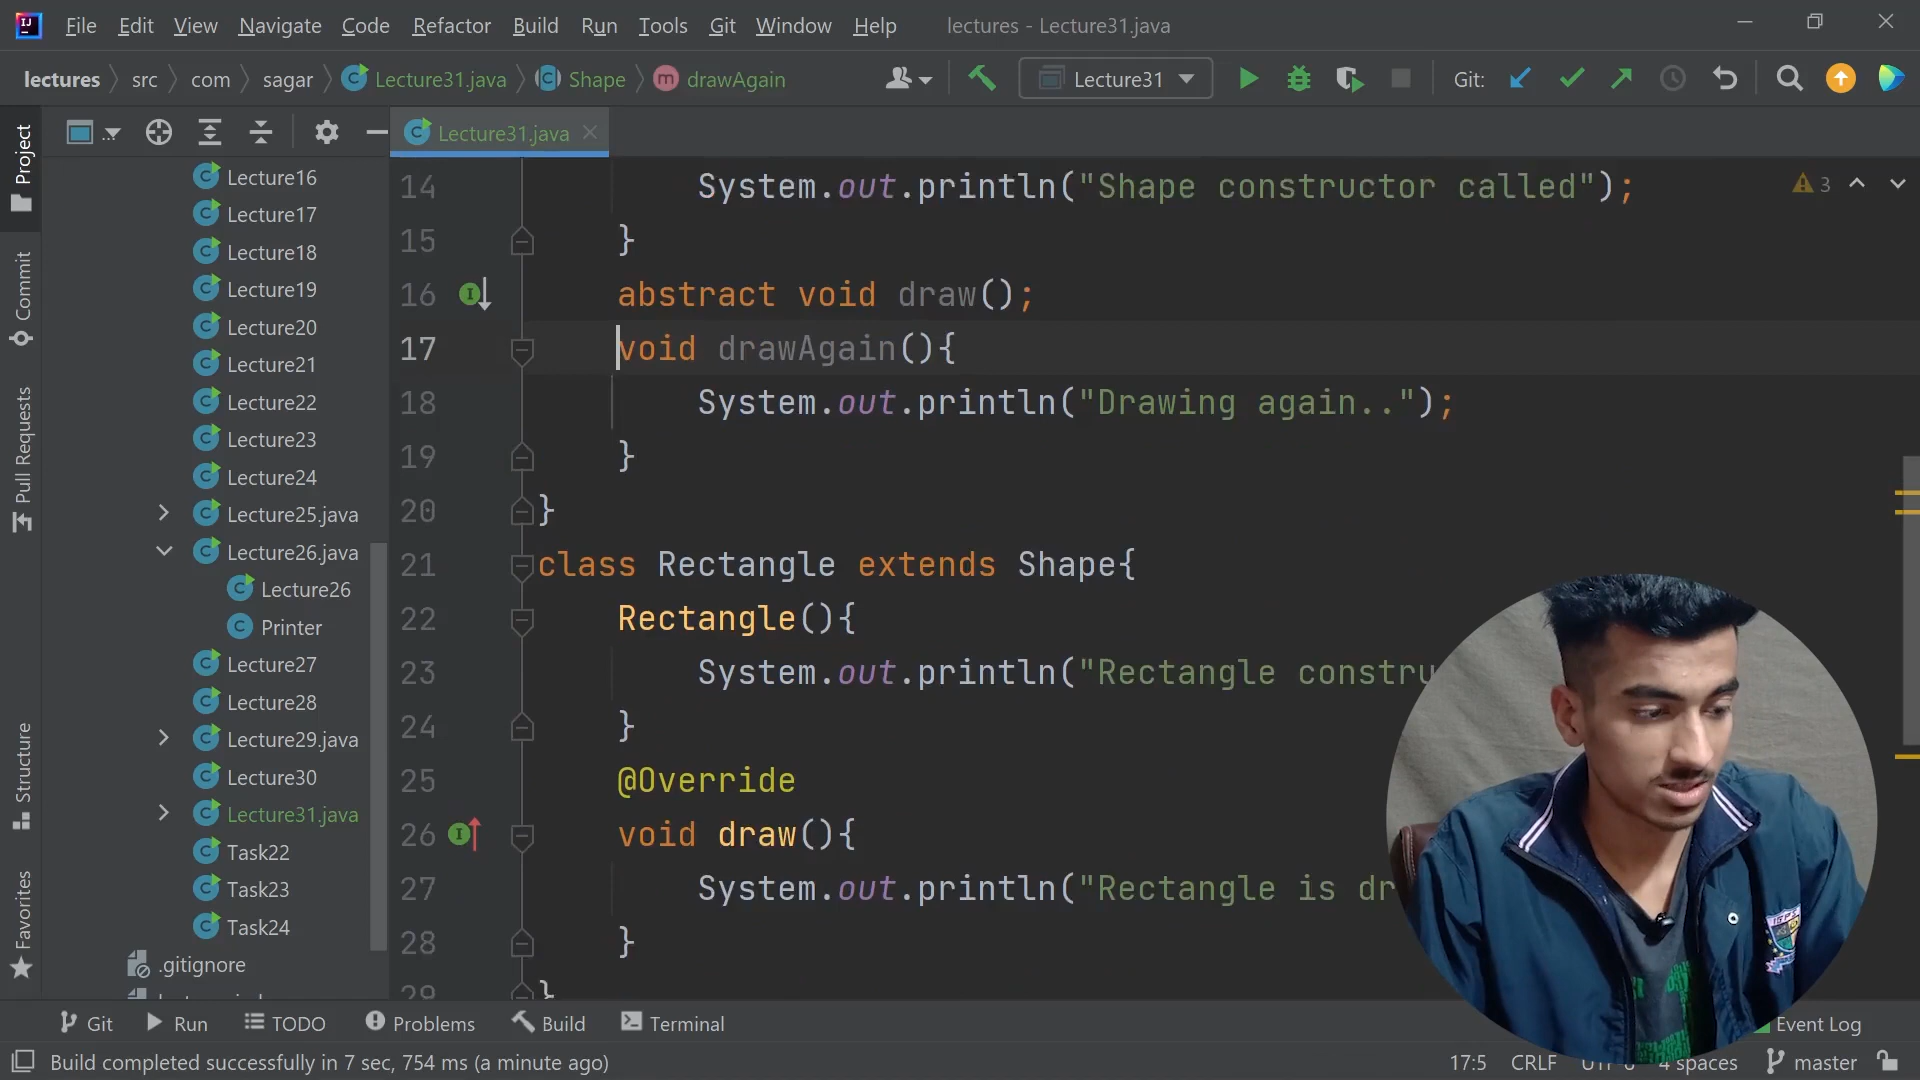 File Edit View Navigate Code Refactor Build Run Tools Git Window Help lectures - Lecture31.java
lectures src com sagar Lecture31.java Shape drawAgain Lecture31 Git:
Project
Commit
Pull Requests
Structure
Favorites
Lecture16
Lecture17
Lecture18
Lecture19
Lecture20
Lecture21
Lecture22
Lecture23
Lecture24
Lecture25.java
Lecture26.java
Lecture26
Printer
Lecture27
Lecture28
Lecture29.java
Lecture30
Lecture31.java
Task22
Task23
Task24
.gitignore
Lecture31.java
3
14 System.out.println("Shape constructor called");
15 }
16 abstract void draw();
17 void drawAgain(){
18 System.out.println("Drawing again..");
19 }
20 }
21 class Rectangle extends Shape{
22 Rectangle(){
23 System.out.println("Rectangle constru
24 }
25 @Override
26 void draw(){
27 System.out.println("Rectangle is dr
28 }
29 }
Git Run TODO Problems Build Terminal Event Log
Build completed successfully in 7 sec, 754 ms (a minute ago) 17:5 CRLF UTF-8 4 spaces master